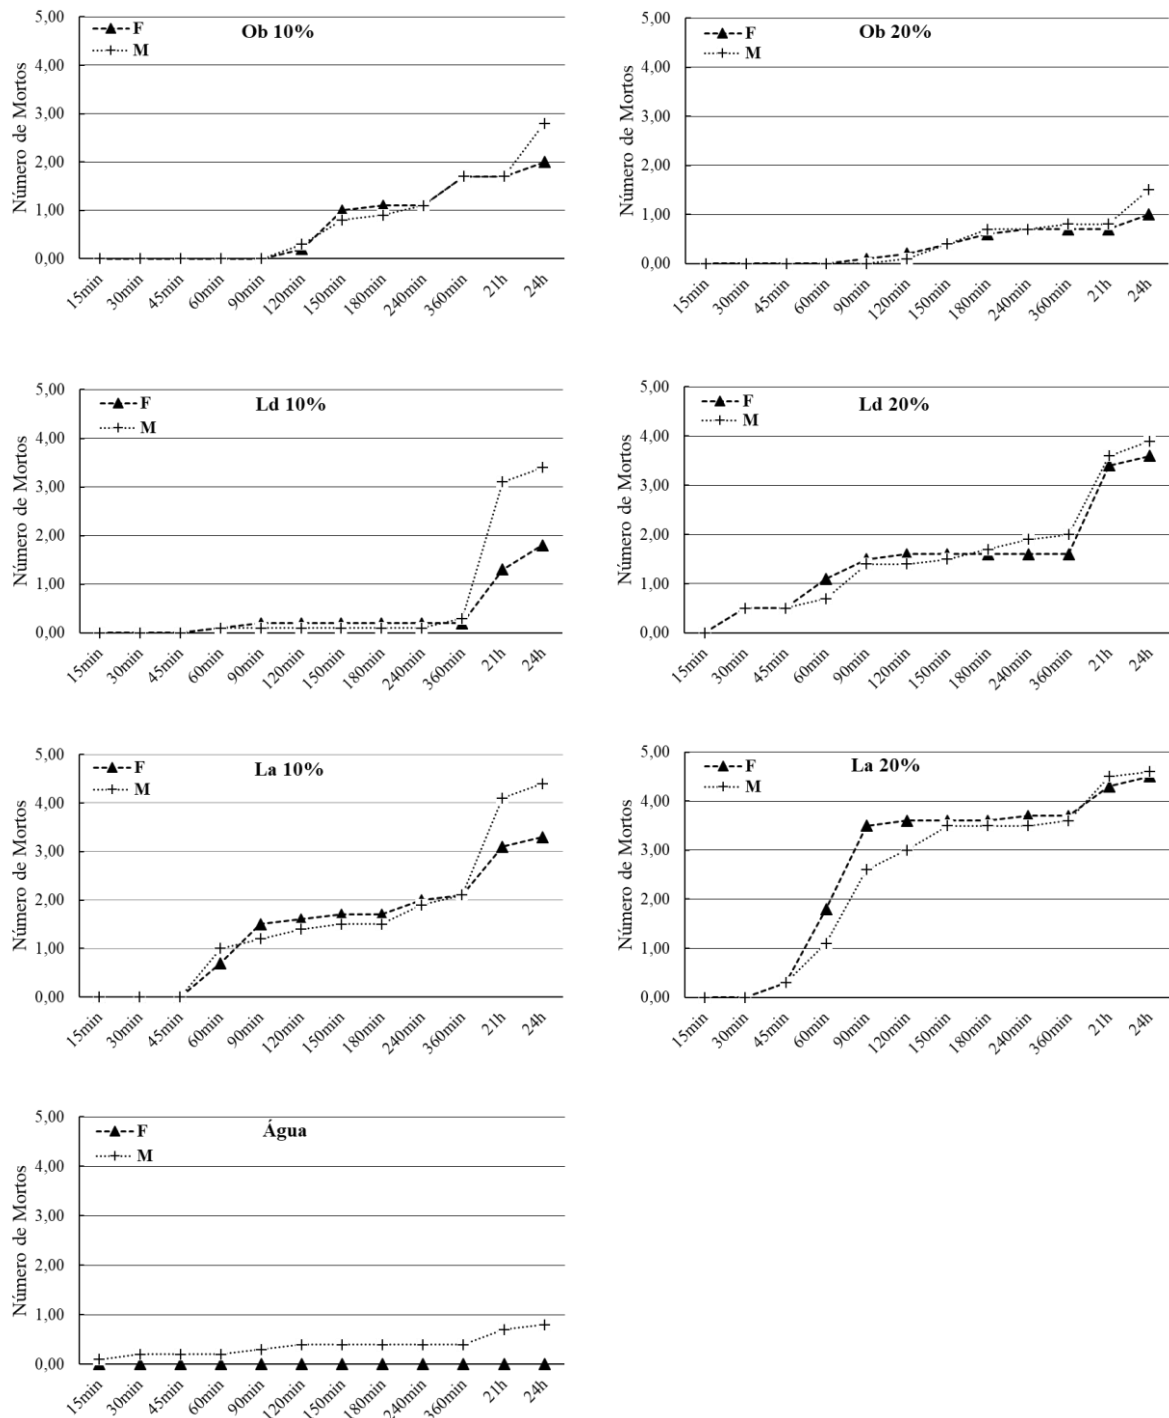 Ob 10%
F
M
Número de Mortos
5,00
4,00
3,00
2,00
1,00
0,00
15min
30min
45min
60min
90min
120min
150min
180min
240min
360min
21h
24h
Ob 20%
F
M
Número de Mortos
5,00
4,00
3,00
2,00
1,00
0,00
15min
30min
45min
60min
90min
120min
150min
180min
240min
360min
21h
24h
Ld 10%
F
M
Número de Mortos
5,00
4,00
3,00
2,00
1,00
0,00
15min
30min
45min
60min
90min
120min
150min
180min
240min
360min
21h
24h
Ld 20%
F
M
Número de Mortos
5,00
4,00
3,00
2,00
1,00
0,00
15min
30min
45min
60min
90min
120min
150min
180min
240min
360min
21h
24h
La 10%
F
M
Número de Mortos
5,00
4,00
3,00
2,00
1,00
0,00
15min
30min
45min
60min
90min
120min
150min
180min
240min
360min
21h
24h
La 20%
F
M
Número de Mortos
5,00
4,00
3,00
2,00
1,00
0,00
15min
30min
45min
60min
90min
120min
150min
180min
240min
360min
21h
24h
Água
F
M
Número de Mortos
5,00
4,00
3,00
2,00
1,00
0,00
15min
30min
45min
60min
90min
120min
150min
180min
240min
360min
21h
24h